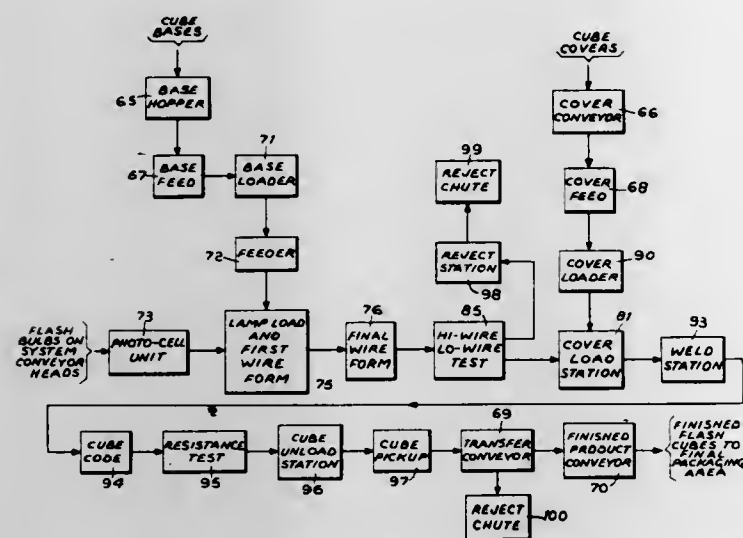 CUBE
BASES
CUBE
COVERS
65
BASE
HOPPER
COVER
CONVEYOR
66
67
BASE
FEED
71
BASE
LOADER
99
REJECT
CHUTE
COVER
FEED
68
72
FEEDER
REJECT
STATION
98
COVER
LOADER
90
FLASH
BULBS ON
SYSTEM
CONVEYOR
HEADS
73
PHOTO-CELL
UNIT
LAMP LOAD
AND
FIRST
WIRE
FORM
75
76
FINAL
WIRE
FORM
85
HI-WIRE
LO-WIRE
TEST
81
COVER
LOAD
STATION
93
WELD
STATION
CUBE
CODE
94
RESISTANCE
TEST
95
CUBE
UNLOAD
STATION
96
CUBE
PICKUP
97
69
TRANSFER
CONVEYOR
FINISHED
PRODUCT
CONVEYOR
70
FINISHED
FLASH
CUBES TO
FINAL
PACKAGING
AREA
REJECT
CHUTE
100